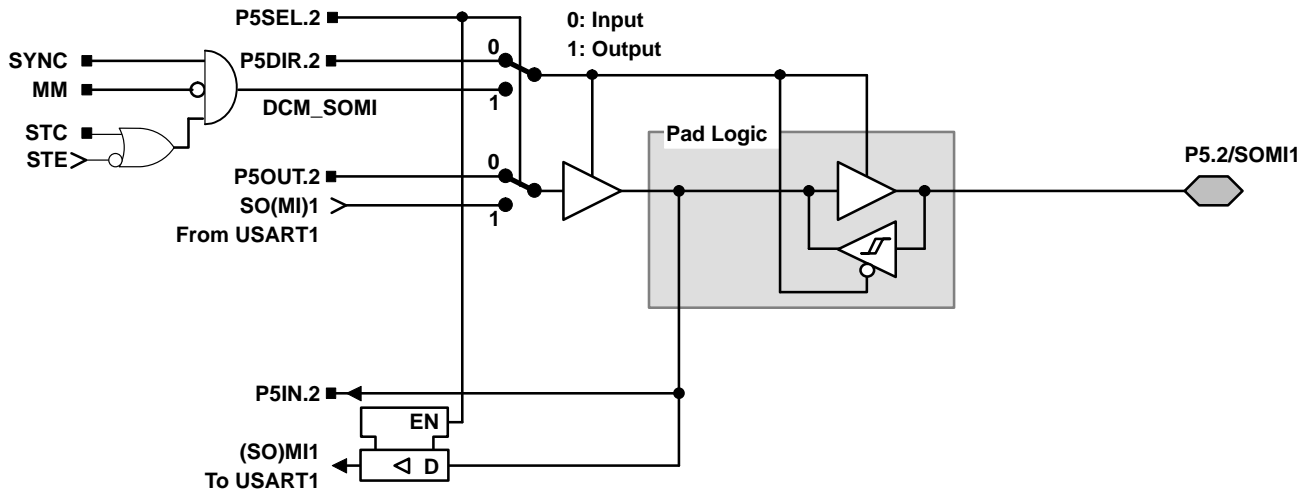 P5SEL.2
0: Input
1: Output
SYNC
P5DIR.2
0
MM
1
DCM_SOMI
STC
STE
Pad Logic
P5.2/SOMI1
P5OUT.2
0
SO(MI)1
1
From USART1
P5IN.2
EN
(SO)MI1
D
To USART1